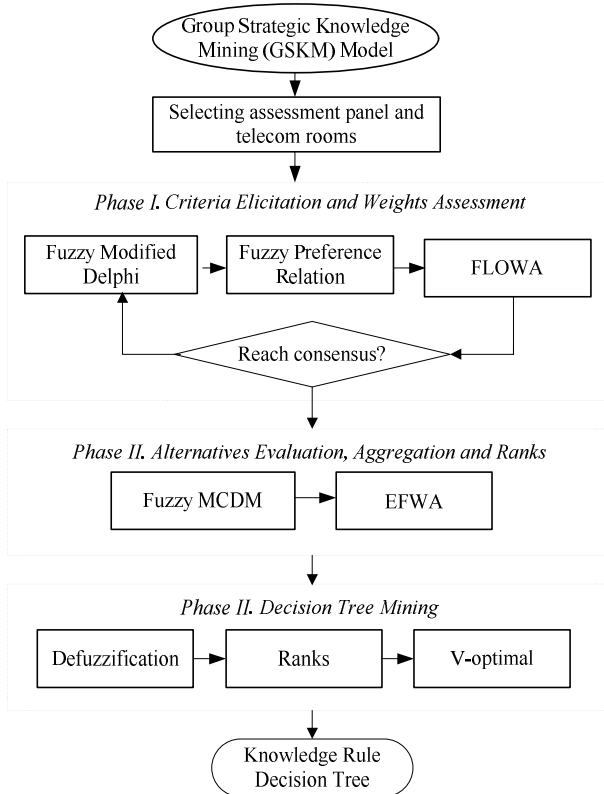 Group Strategic Knowledge
Mining (GSKM) Model
Selecting assessment panel and
telecom rooms
Phase I. Criteria Elicitation and Weights Assessment
Fuzzy Modified
Delphi
Fuzzy Preference
Relation
FLOWA
Reach consensus?
Phase II. Alternatives Evaluation, Aggregation and Ranks
Fuzzy MCDM
EFWA
Phase II. Decision Tree Mining
Defuzzification
Ranks
V-optimal
Knowledge Rule
Decision Tree